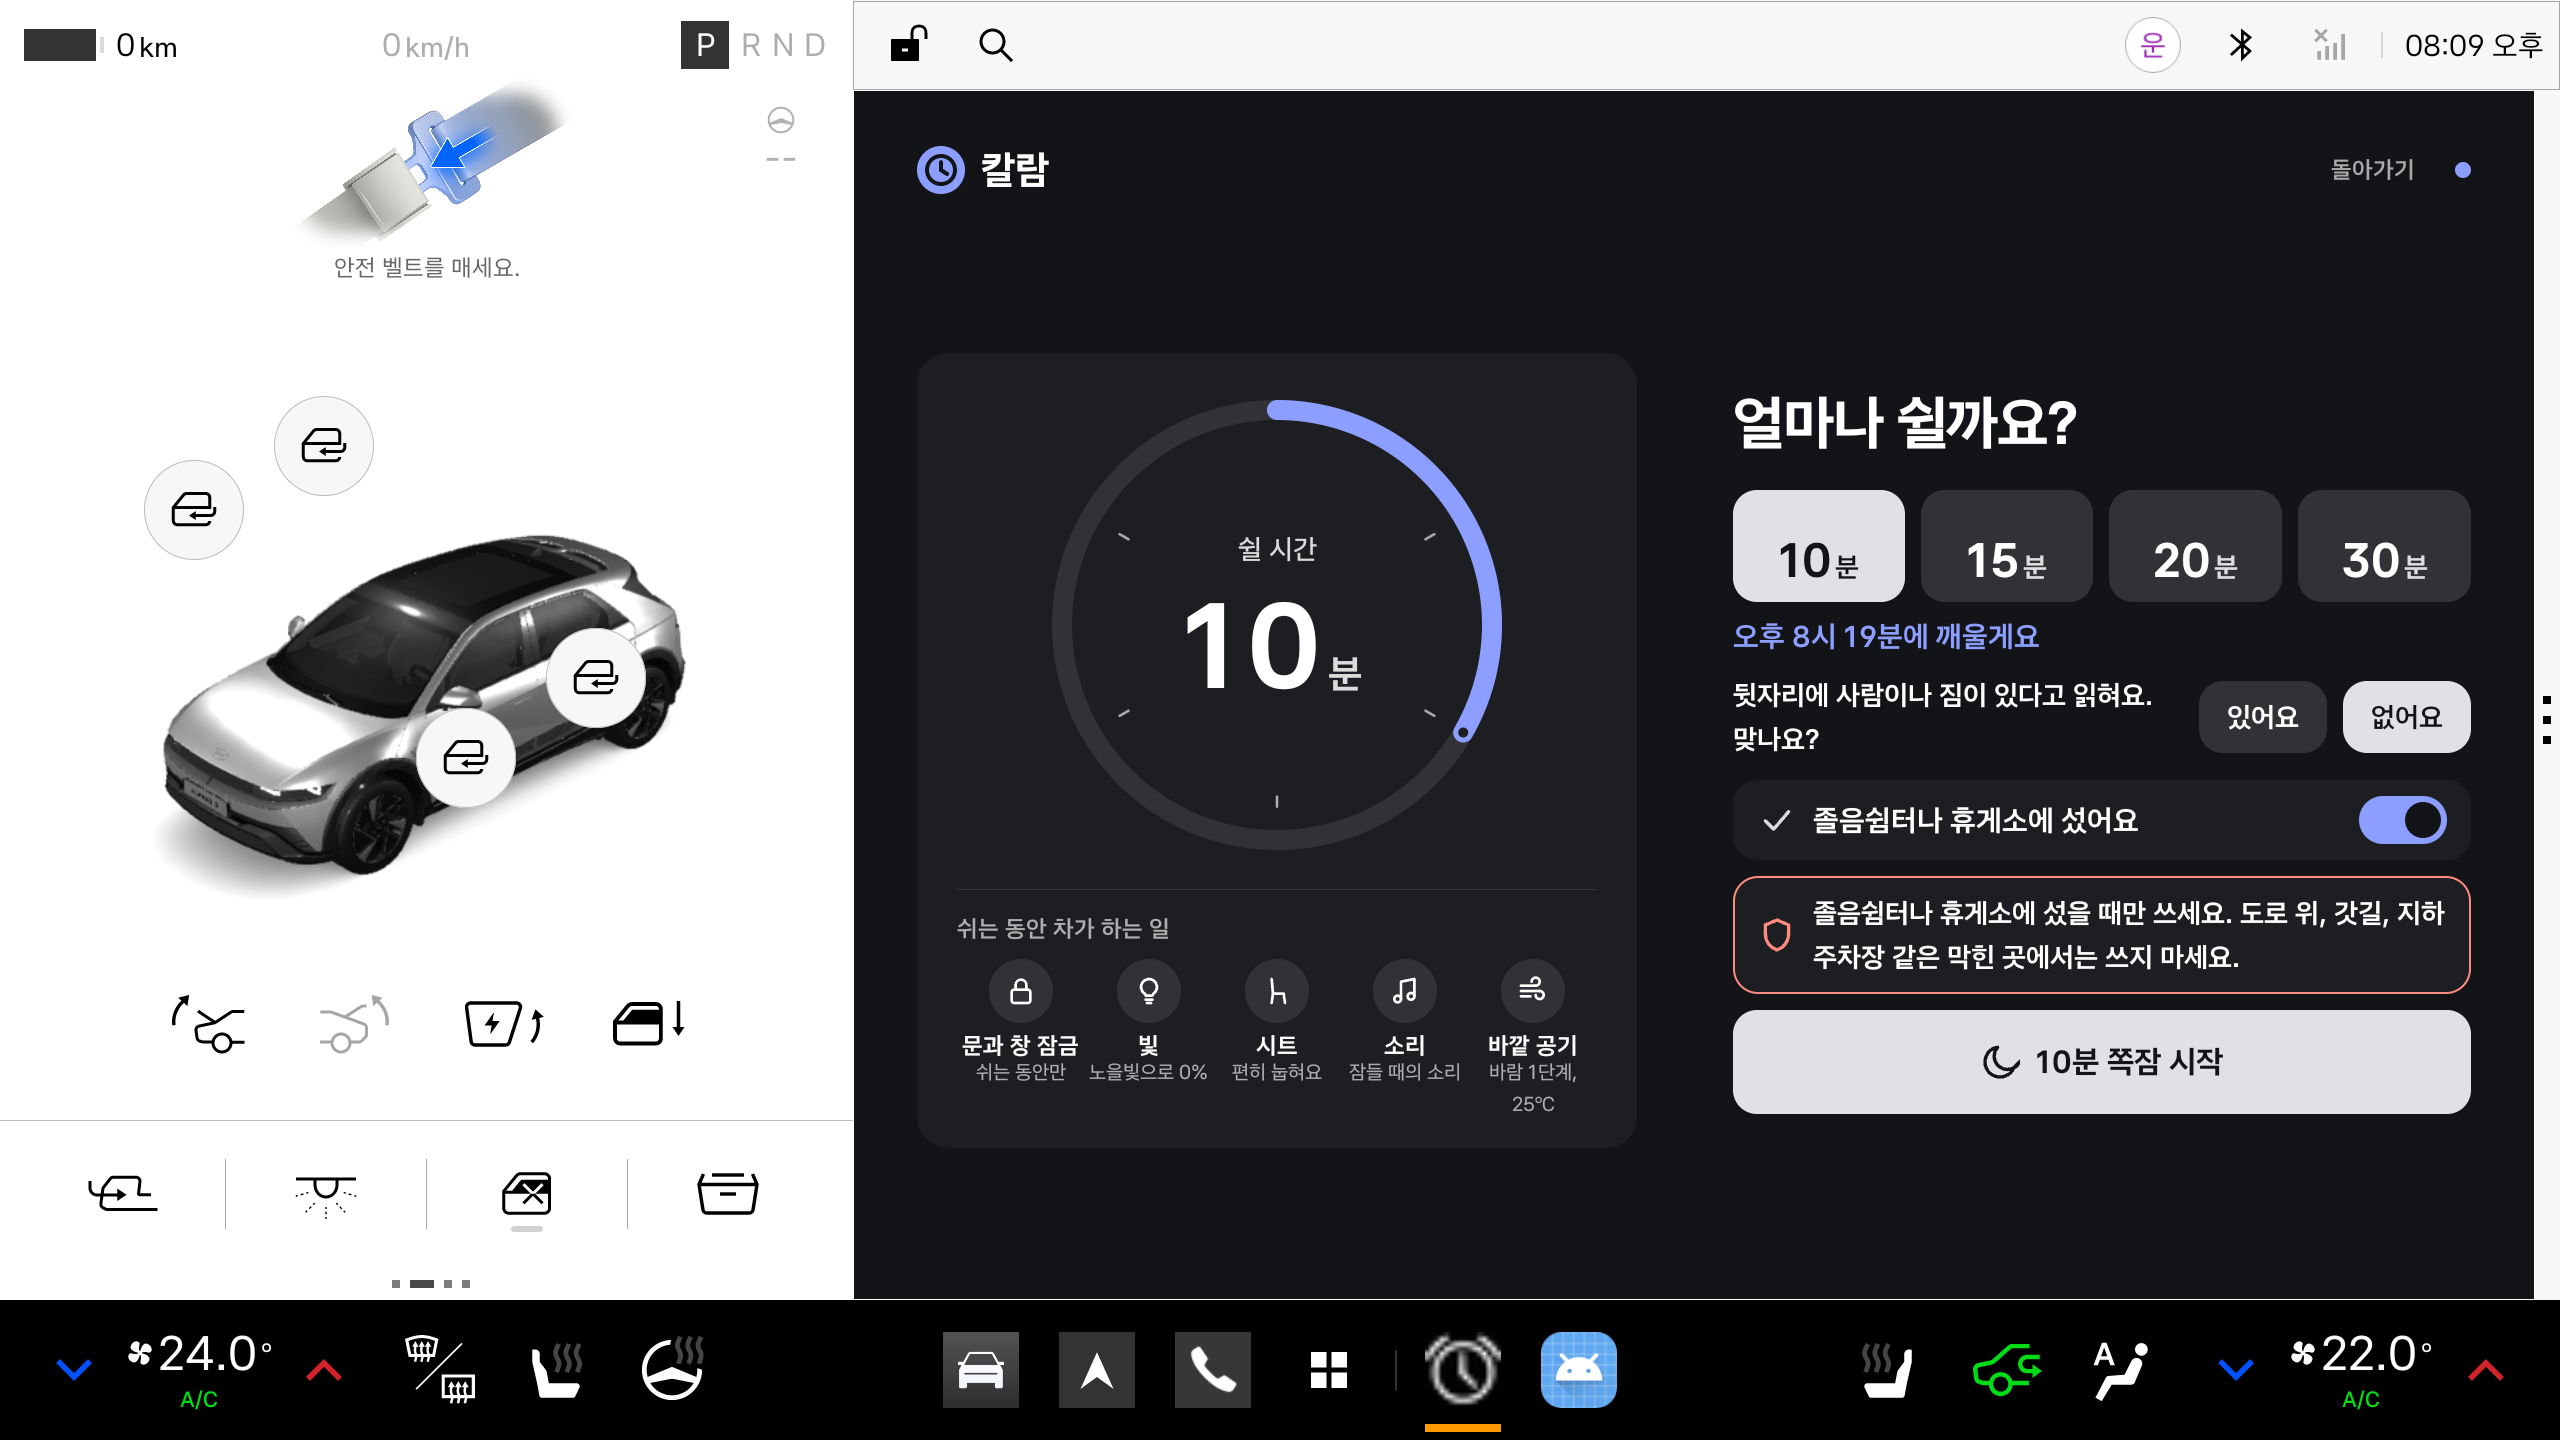 0 km
0 km/h
P R N D
--
안전 벨트를 매세요.
운
08:09 오후
칼람
돌아가기
쉴 시간
10 분
쉬는 동안 차가 하는 일
문과 창 잠금
쉬는 동안만
빛
노을빛으로 0%
시트
편히 눕혀요
소리
잠들 때의 소리
바깥 공기
바람 1단계,
25°C
얼마나 쉴까요?
10분
15분
20분
30분
오후 8시 19분에 깨울게요
뒷자리에 사람이나 짐이 있다고 읽혀요.
맞나요?
있어요
없어요
졸음쉼터나 휴게소에 섰어요
졸음쉼터나 휴게소에 섰을 때만 쓰세요. 도로 위, 갓길, 지하
주차장 같은 막힌 곳에서는 쓰지 마세요.
10분 쪽잠 시작
24.0°
A/C
A
22.0°
A/C